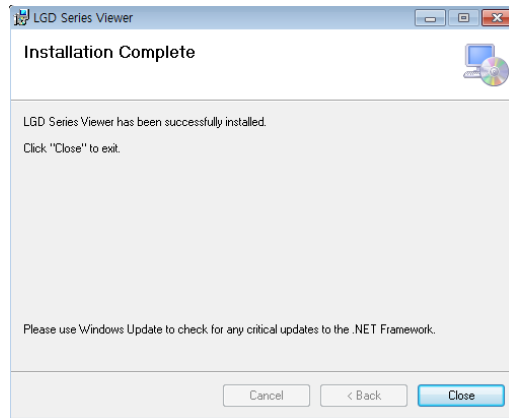 LGD Series Viewer
Installation Complete
LGD Series Viewer has been successfully installed.
Click "Close" to exit.
Please use Windows Update to check for any critical updates to the .NET Framework.
Cancel
< Back
Close